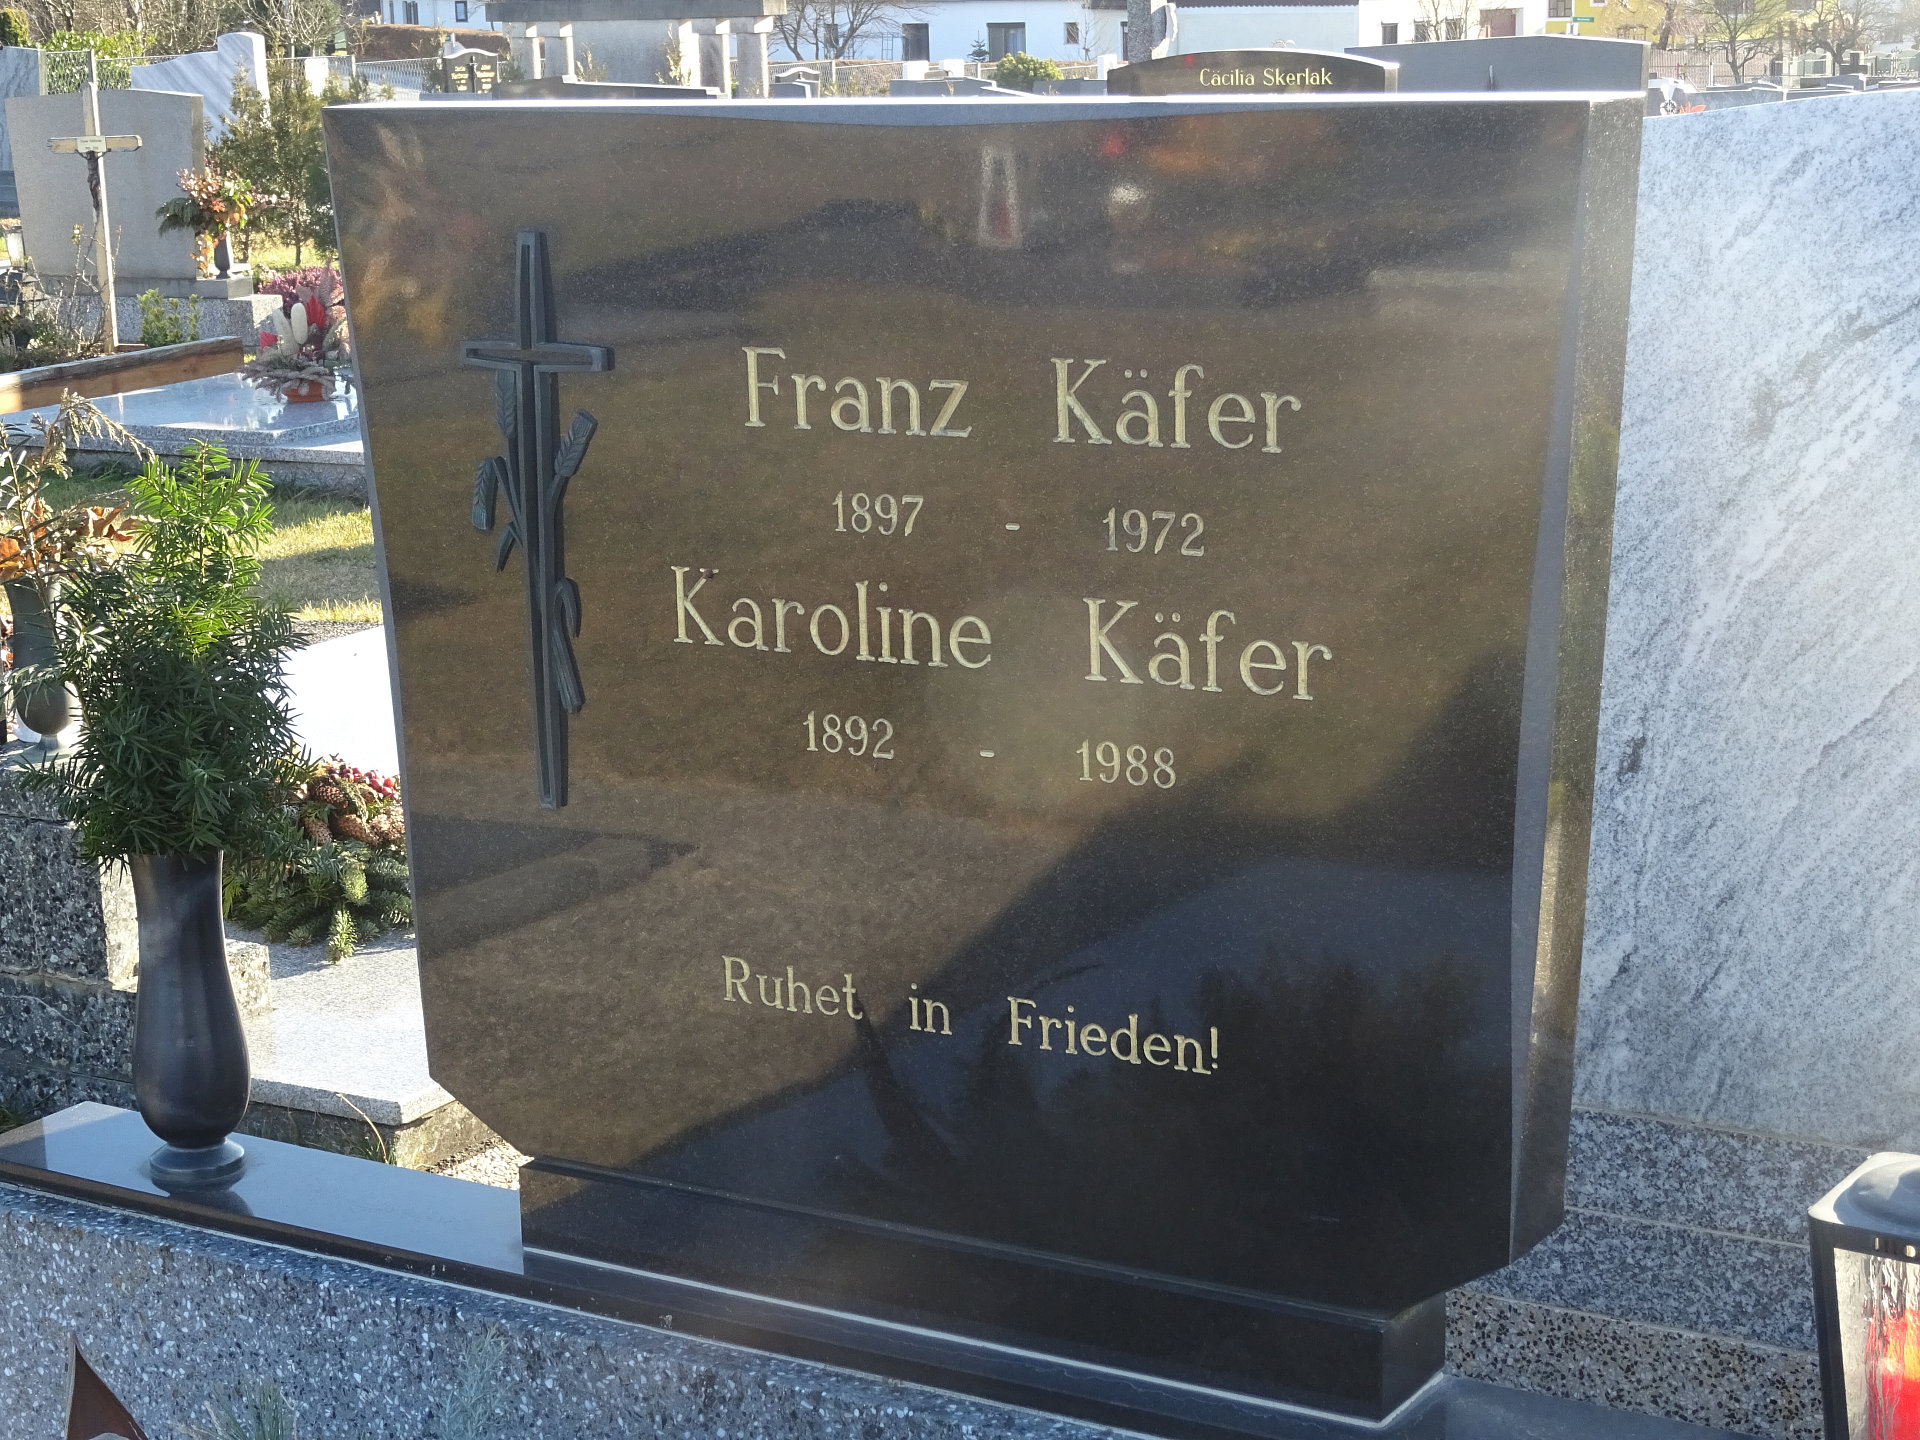 Cäcilia Skerlak
Franz Käfer
1897 - 1972
Karoline Käfer
1892 - 1988
Ruhet in Frieden!